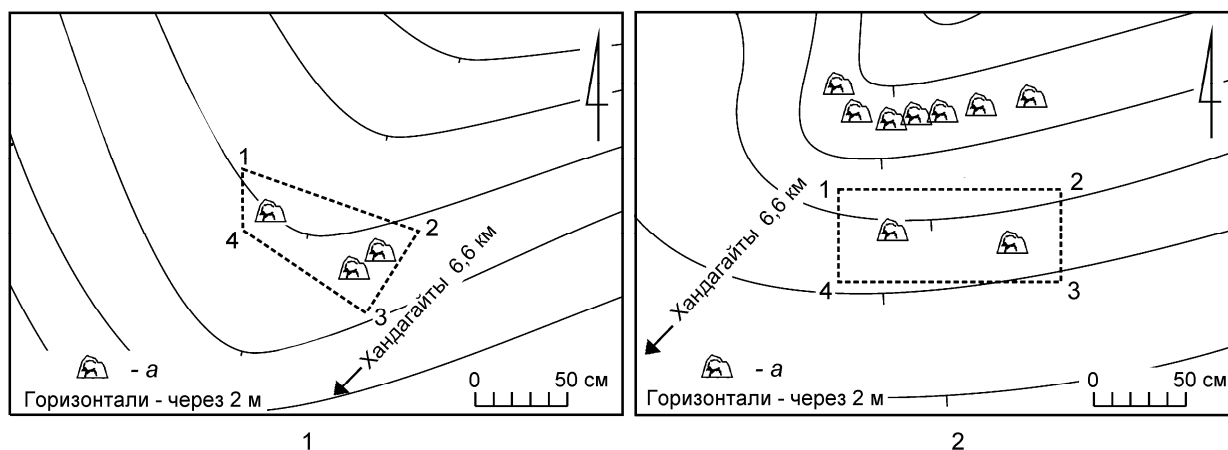 1
2
3
4
Хандагайты 6,6 км
- а
Горизонтали - через 2 м
0 50 см
1
1
2
3
4
Хандагайты 6,6 км
- а
Горизонтали - через 2 м
0 50 см
2